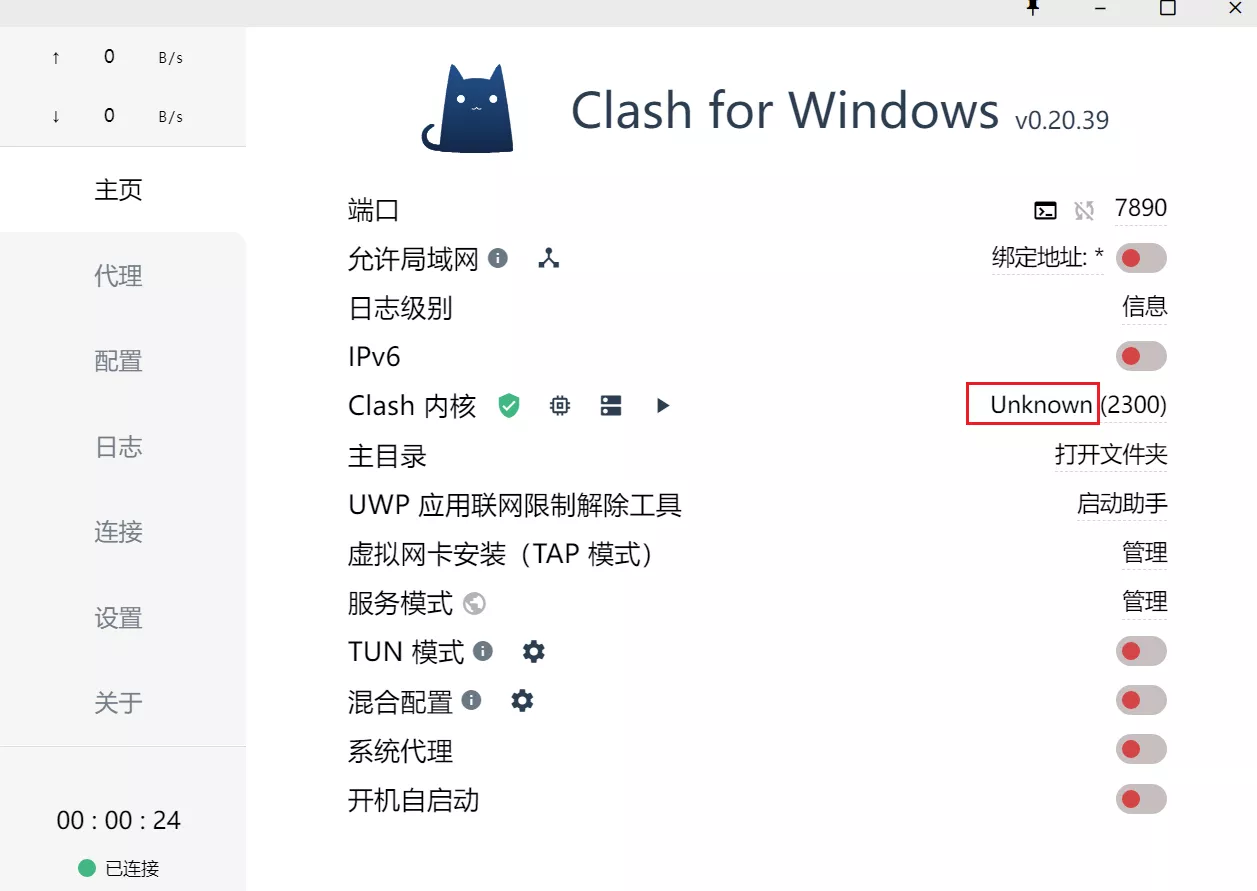 ↑ 0 B/s
↓ 0 B/s
主页
代理
配置
日志
连接
设置
关于
00 : 00 : 24
已连接
Clash for Windows v0.20.39
端口 7890
允许局域网 绑定地址: *
日志级别 信息
IPv6
Clash 内核 Unknown (2300)
主目录 打开文件夹
UWP 应用联网限制解除工具 启动助手
虚拟网卡安装（TAP 模式） 管理
服务模式 管理
TUN 模式
混合配置
系统代理
开机自启动